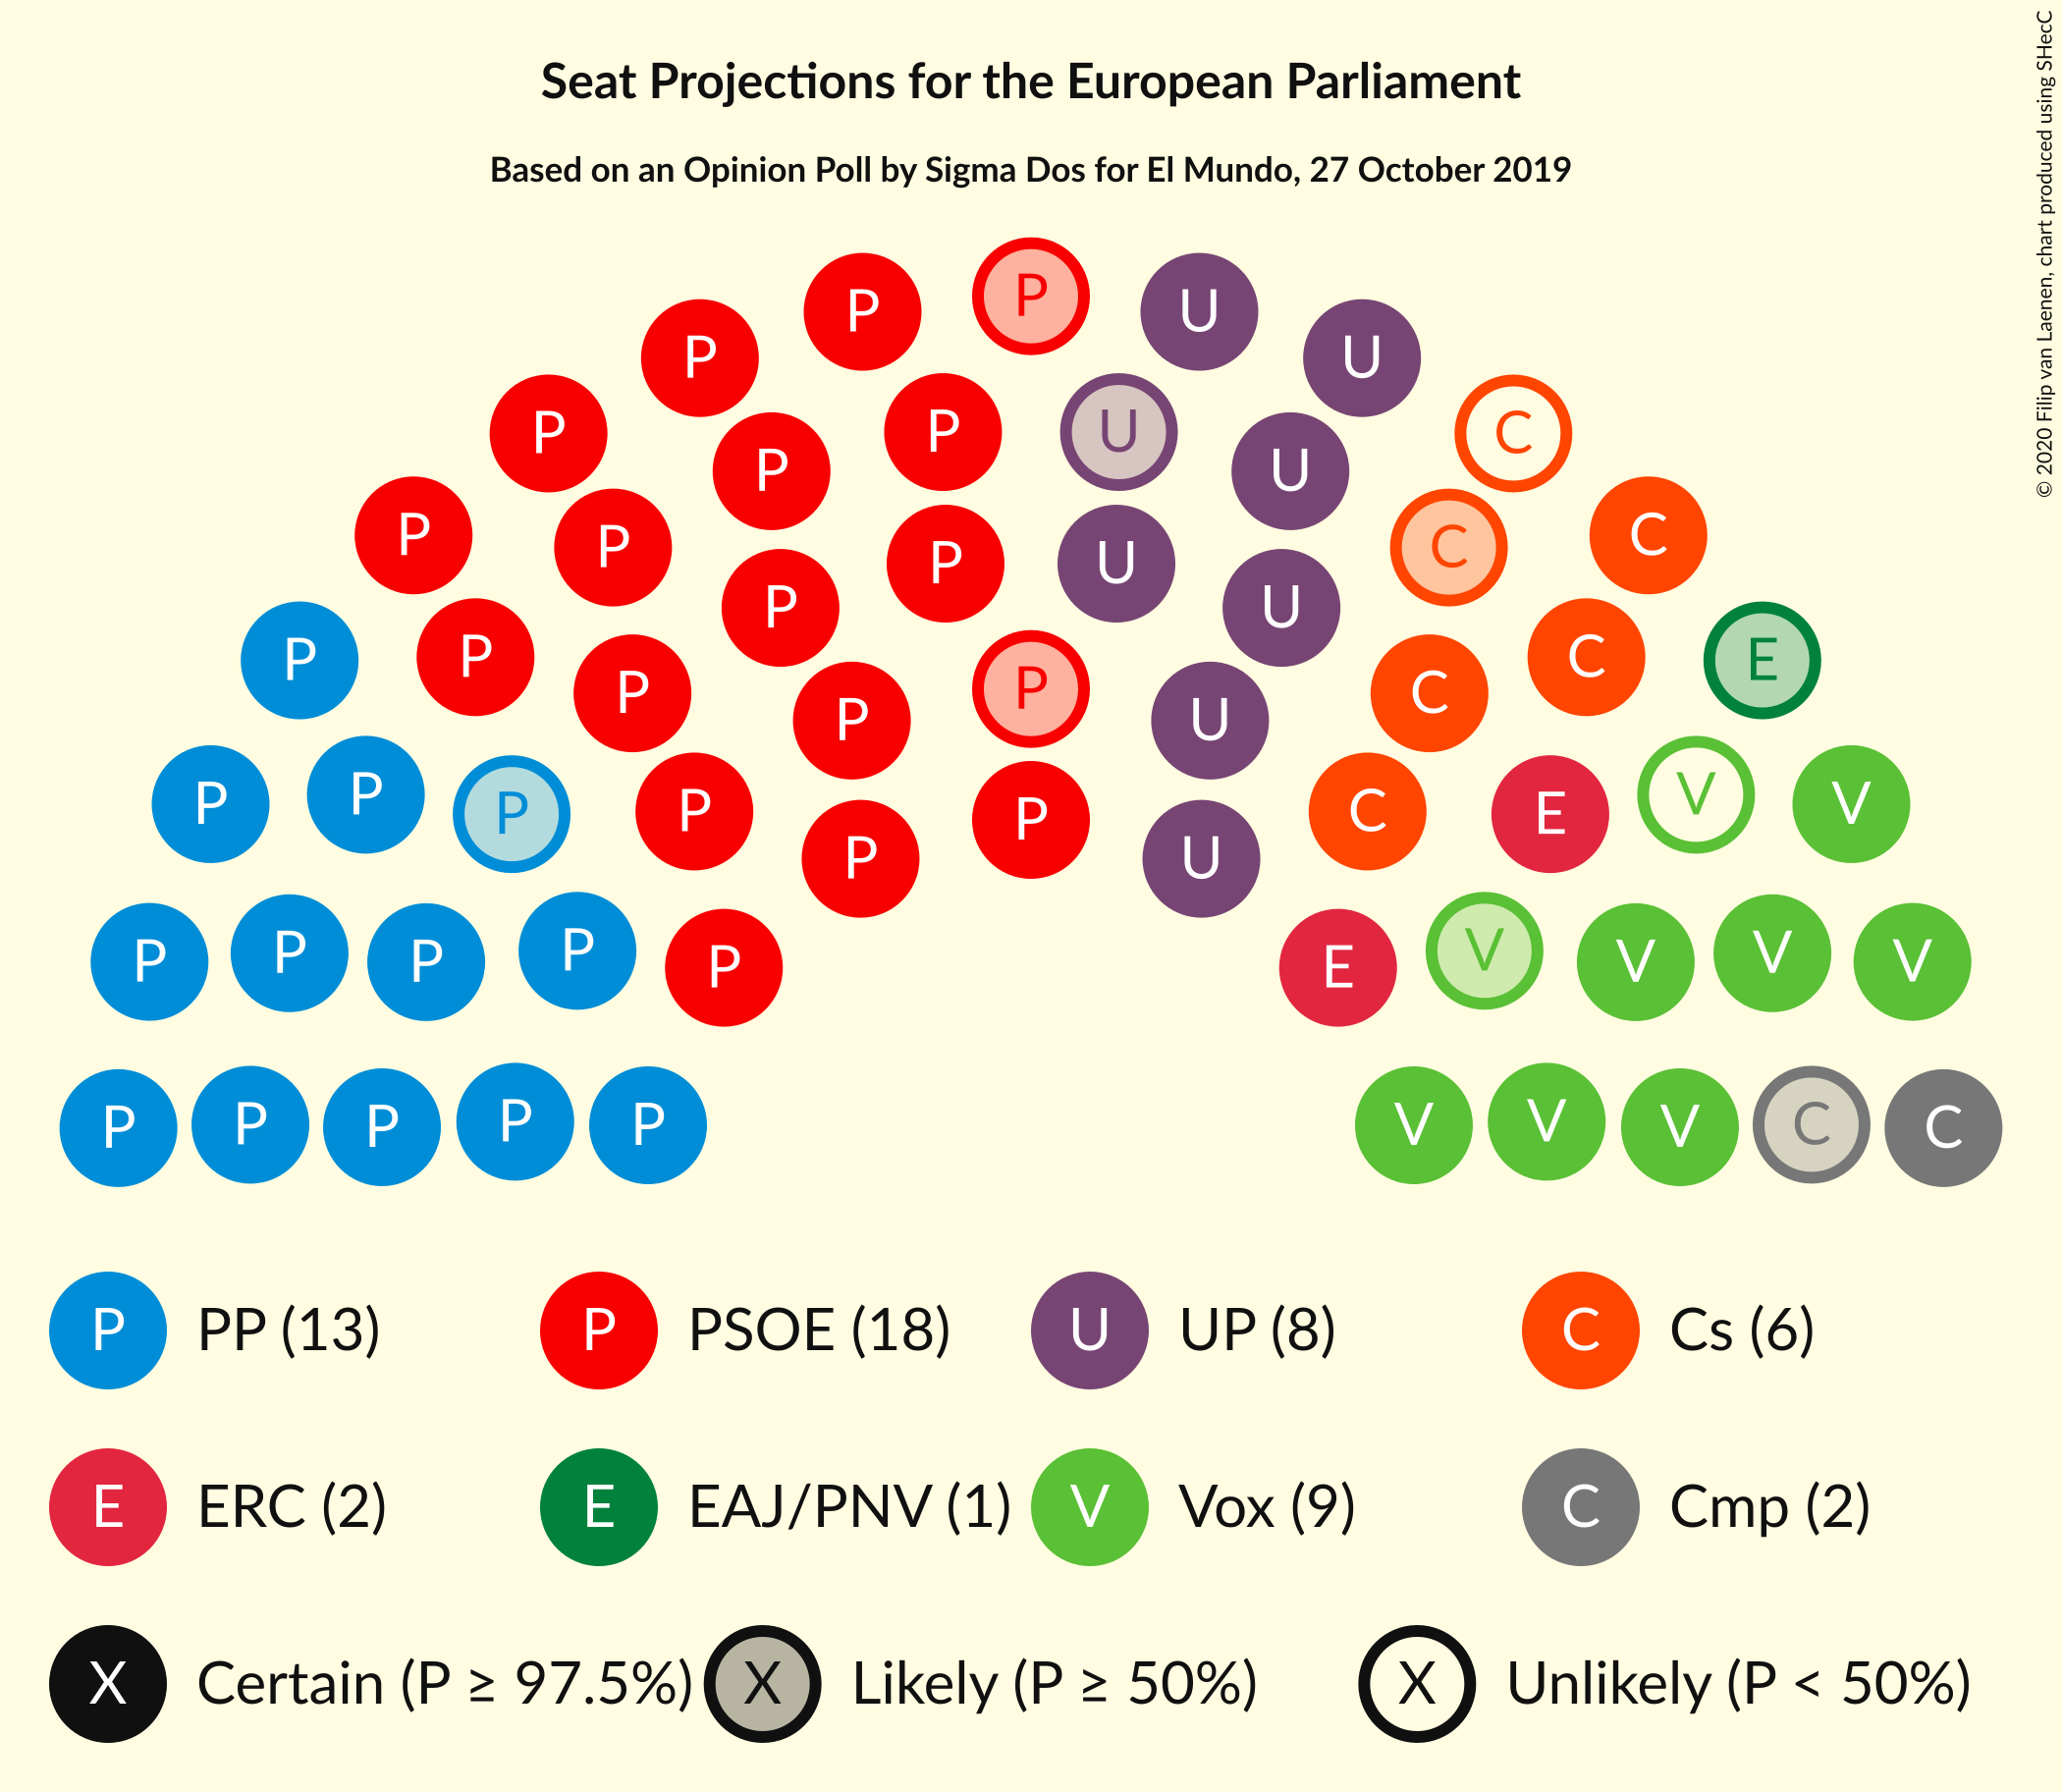 Seat Projections for the European Parliament
Based on an Opinion Poll by Sigma Dos for El Mundo, 27 October 2019
© 2020 Filip van Laenen, chart produced using SHecC
P P P U U
P P P U U C
P P P P U U C C
P P P P P U C C E
P P P P P P U C E V V
P P P P P P U E V V V V
P P P P P V V V C C
P PP (13) P PSOE (18) U UP (8) C Cs (6)
E ERC (2) E EAJ/PNV (1) V Vox (9) C Cmp (2)
X Certain (P ≥ 97.5%) X Likely (P ≥ 50%) X Unlikely (P < 50%)